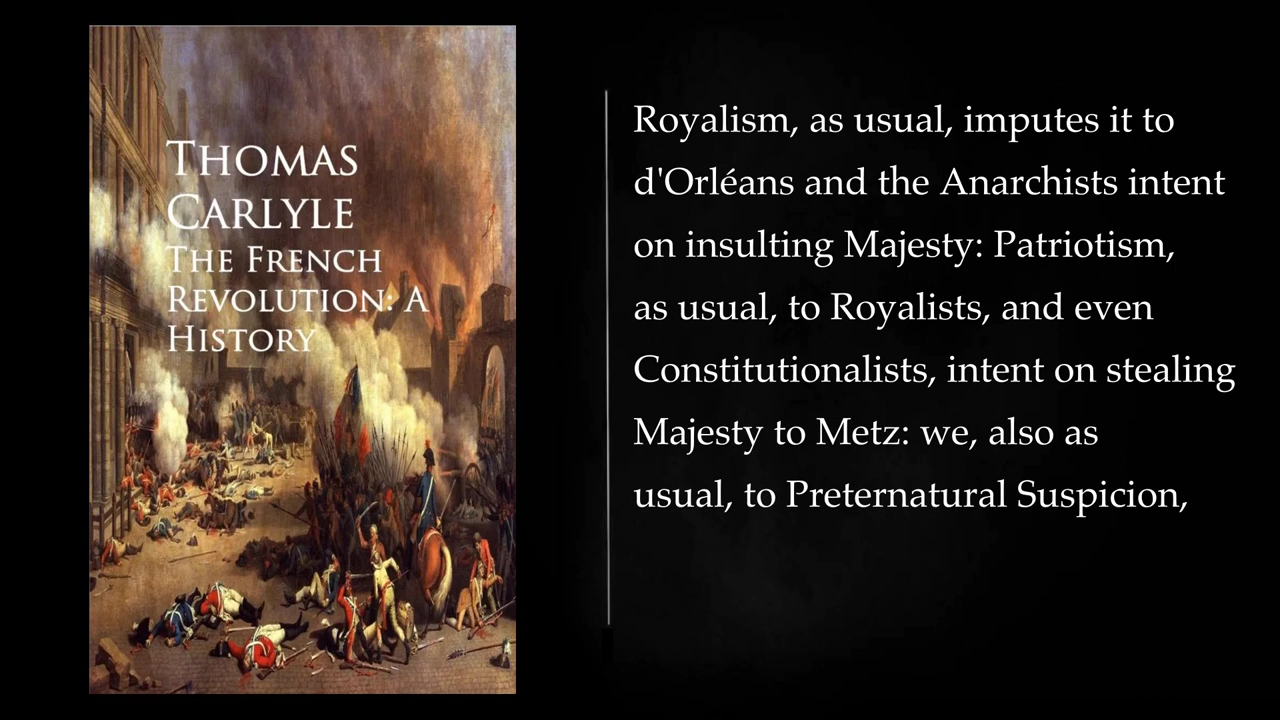 THOMAS
CARLYLE
THE FRENCH
REVOLUTION: A
HISTORY
Royalism, as usual, imputes it to
d'Orléans and the Anarchists intent
on insulting Majesty: Patriotism,
as usual, to Royalists, and even
Constitutionalists, intent on stealing
Majesty to Metz: we, also as
usual, to Preternatural Suspicion,